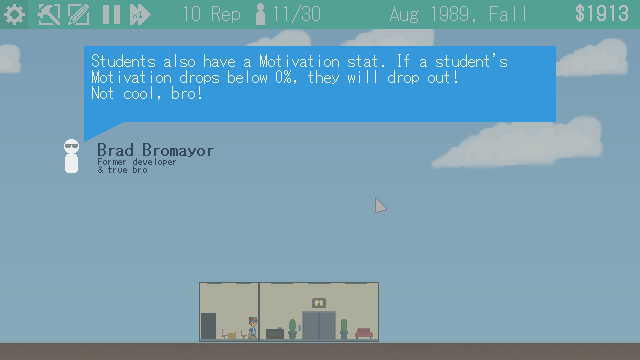 10 Rep 11/30 Aug 1989, Fall $1913
Students also have a Motivation stat. If a student's
Motivation drops below 0%, they will drop out!
Not cool, bro!
Brad Bromayor
Former developer
& true bro